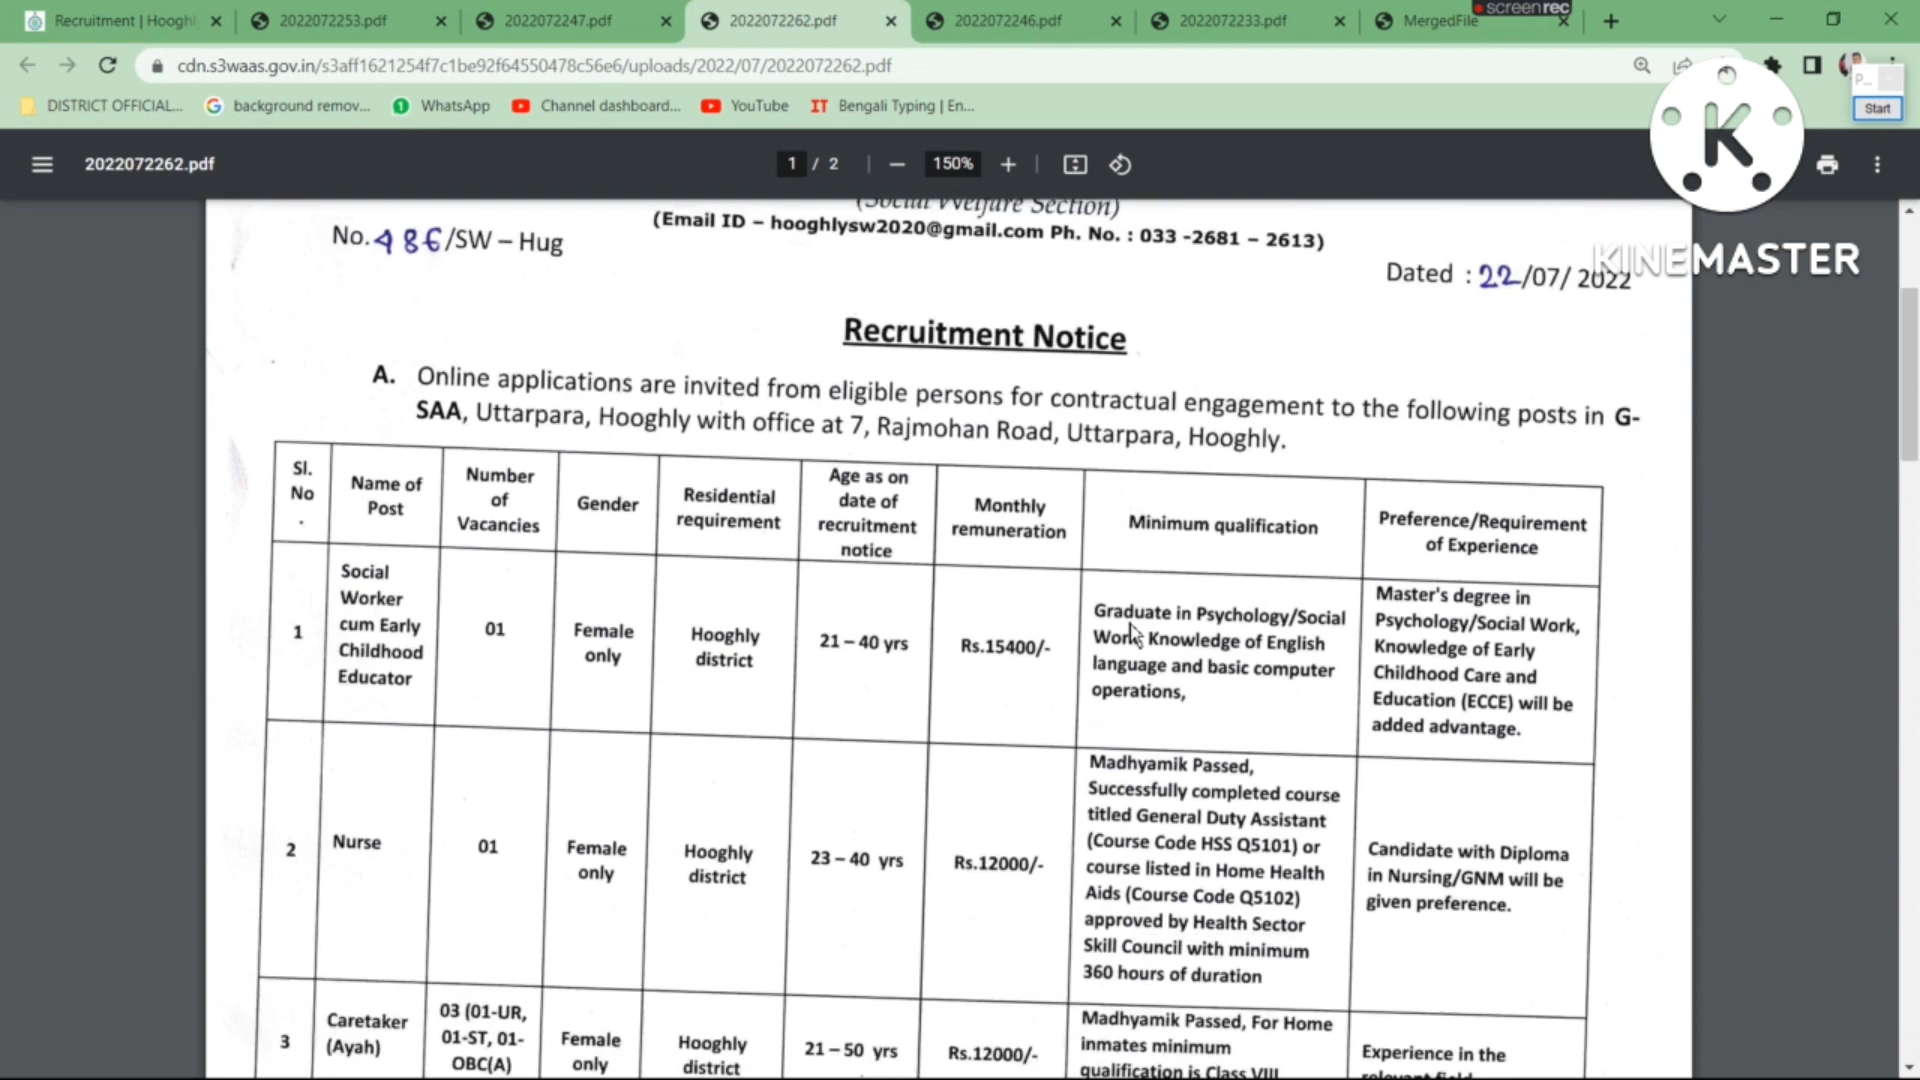 Recruitment | Hooghl
2022072253.pdf
2022072247.pdf
2022072262.pdf
2022072246.pdf
2022072233.pdf
MergedFile
screenrec
cdn.s3waas.gov.in/s3aff1621254f7c1be92f64550478c56e6/uploads/2022/07/2022072262.pdf
P...
Start
DISTRICT OFFICIAL...
background remov...
WhatsApp
Channel dashboard...
YouTube
IT Bengali Typing | En...
K
KINEMASTER
2022072262.pdf
1 / 2
150%
(Social Welfare Section)
(Email ID – hooghlysw2020@gmail.com Ph. No. : 033 -2681 – 2613)
No. 486/SW – Hug
Dated : 22/07/ 2022
Recruitment Notice
A. Online applications are invited from eligible persons for contractual engagement to the following posts in G-
SAA, Uttarpara, Hooghly with office at 7, Rajmohan Road, Uttarpara, Hooghly.
Sl.
No
.
Name of
Post
Number
of
Vacancies
Gender
Residential
requirement
Age as on
date of
recruitment
notice
Monthly
remuneration
Minimum qualification
Preference/Requirement
of Experience
1
Social
Worker
cum Early
Childhood
Educator
01
Female
only
Hooghly
district
21 – 40 yrs
Rs.15400/-
Graduate in Psychology/Social
Work Knowledge of English
language and basic computer
operations,
Master's degree in
Psychology/Social Work,
Knowledge of Early
Childhood Care and
Education (ECCE) will be
added advantage.
2
Nurse
01
Female
only
Hooghly
district
23 – 40 yrs
Rs.12000/-
Madhyamik Passed,
Successfully completed course
titled General Duty Assistant
(Course Code HSS Q5101) or
course listed in Home Health
Aids (Course Code Q5102)
approved by Health Sector
Skill Council with minimum
360 hours of duration
Candidate with Diploma
in Nursing/GNM will be
given preference.
3
Caretaker
(Ayah)
03 (01-UR,
01-ST, 01-
OBC(A)
Female
only
Hooghly
district
21 – 50 yrs
Rs.12000/-
Madhyamik Passed, For Home
inmates minimum
qualification is Class VIII
Experience in the
relevant field